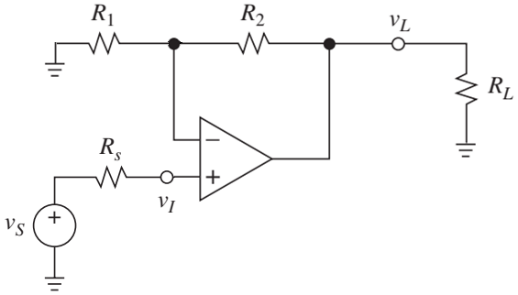 R1
R2
vL
RL
Rs
−
+
vI
vS
+